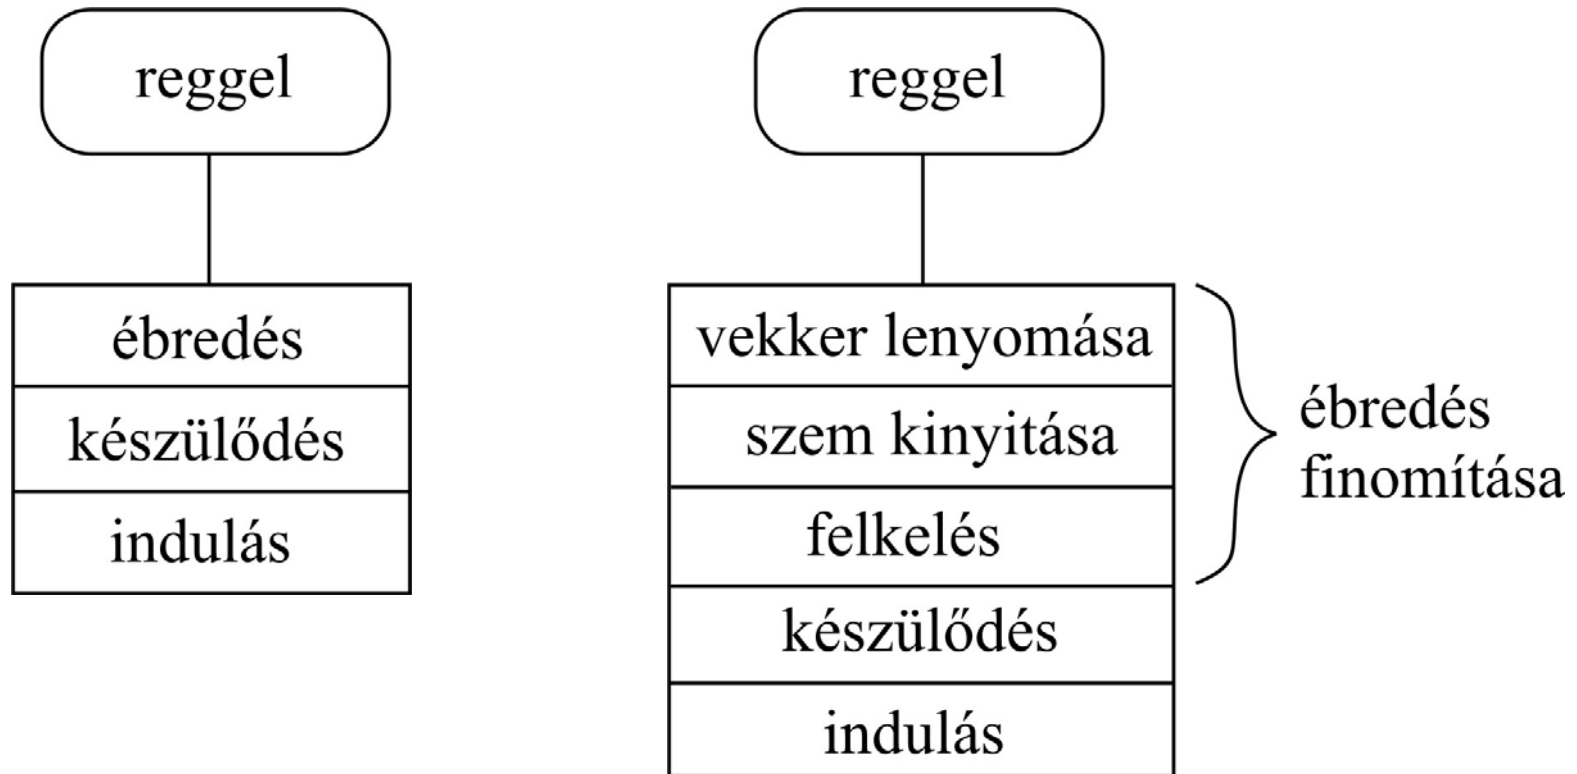 reggel
ébredés
készülődés
indulás
reggel
vekker lenyomása
szem kinyitása
felkelés
készülődés
indulás
ébredés
finomítása